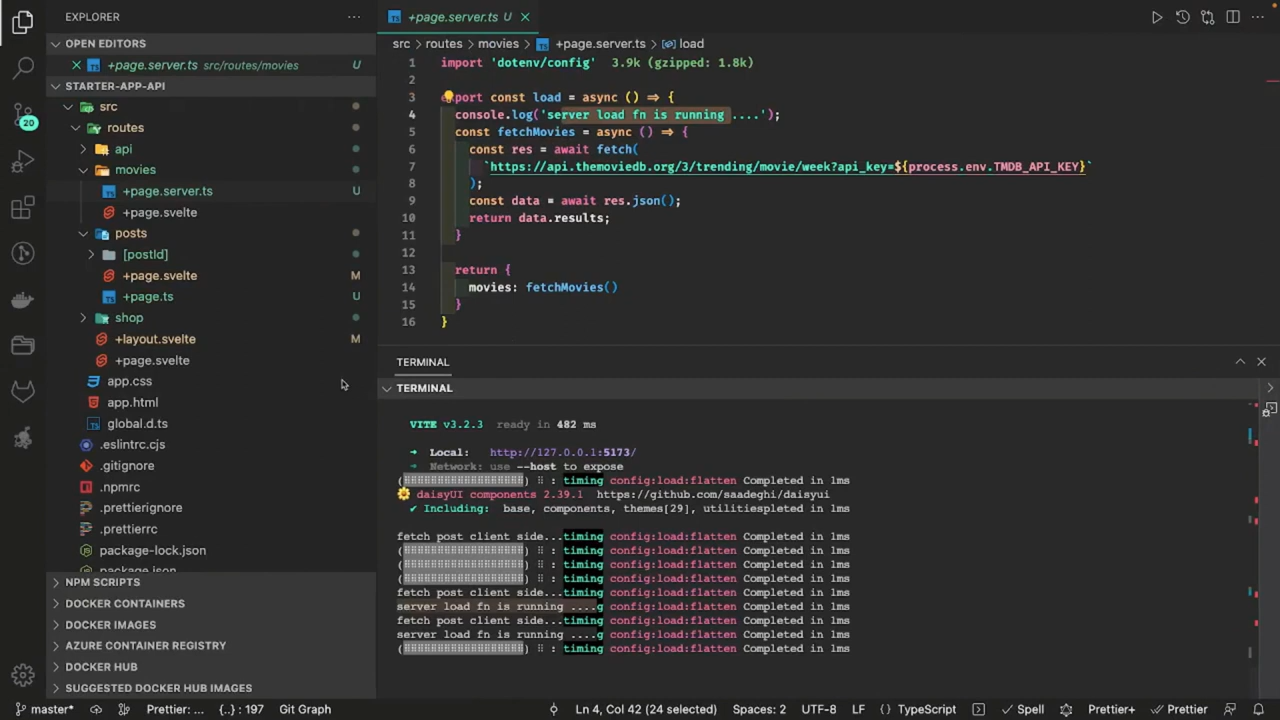 EXPLORER
OPEN EDITORS
+page.server.ts src/routes/movies U
STARTER-APP-API
src
routes
api
movies
+page.server.ts U
+page.svelte
posts
[postId]
+page.svelte M
+page.ts U
shop
+layout.svelte M
+page.svelte
app.css
app.html
global.d.ts
.eslintrc.cjs
.gitignore
.npmrc
.prettierignore
.prettierrc
package-lock.json
package.json
NPM SCRIPTS
DOCKER CONTAINERS
DOCKER IMAGES
AZURE CONTAINER REGISTRY
DOCKER HUB
SUGGESTED DOCKER HUB IMAGES
20
+page.server.ts U
src > routes > movies > +page.server.ts > load
1 import 'dotenv/config' 3.9k (gzipped: 1.8k)
2
3 export const load = async () => {
4 console.log('server load fn is running ....');
5 const fetchMovies = async () => {
6 const res = await fetch(
7 `https://api.themoviedb.org/3/trending/movie/week?api_key=${process.env.TMDB_API_KEY}`
8 );
9 const data = await res.json();
10 return data.results;
11 }
12
13 return {
14 movies: fetchMovies()
15 }
16 }
TERMINAL
TERMINAL
VITE v3.2.3 ready in 482 ms
➜ Local: http://127.0.0.1:5173/
➜ Network: use --host to expose
( ) ⠿ : timing config:load:flatten Completed in 1ms
🌼 daisyUI components 2.39.1 https://github.com/saadeghi/daisyui
✔ Including: base, components, themes[29], utilitiespleted in 1ms
fetch post client side...timing config:load:flatten Completed in 1ms
( ) ⠿ : timing config:load:flatten Completed in 1ms
( ) ⠿ : timing config:load:flatten Completed in 1ms
( ) ⠿ : timing config:load:flatten Completed in 1ms
fetch post client side...timing config:load:flatten Completed in 1ms
server load fn is running ....g config:load:flatten Completed in 1ms
fetch post client side...timing config:load:flatten Completed in 1ms
server load fn is running ....g config:load:flatten Completed in 1ms
( ) ⠿ : timing config:load:flatten Completed in 1ms
master* Prettier: ... {..} : 197 Git Graph Ln 4, Col 42 (24 selected) Spaces: 2 UTF-8 LF { } TypeScript Spell Prettier+ Prettier